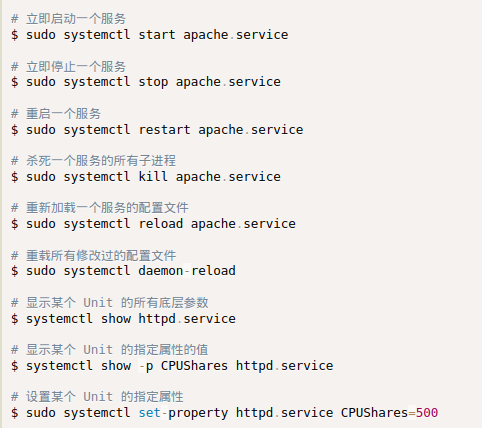 # 立即启动一个服务
$ sudo systemctl start apache.service
# 立即停止一个服务
$ sudo systemctl stop apache.service
# 重启一个服务
$ sudo systemctl restart apache.service
# 杀死一个服务的所有子进程
$ sudo systemctl kill apache.service
# 重新加载一个服务的配置文件
$ sudo systemctl reload apache.service
# 重载所有修改过的配置文件
$ sudo systemctl daemon-reload
# 显示某个 Unit 的所有底层参数
$ systemctl show httpd.service
# 显示某个 Unit 的指定属性的值
$ systemctl show -p CPUShares httpd.service
# 设置某个 Unit 的指定属性
$ sudo systemctl set-property httpd.service CPUShares=500